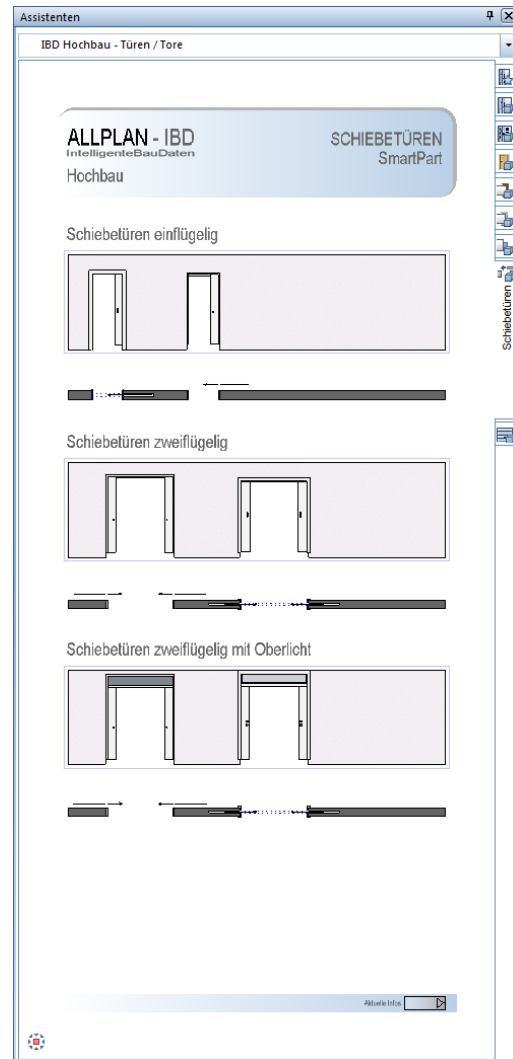 Assistenten
IBD Hochbau - Türen / Tore
ALLPLAN - IBD
IntelligenteBauDaten
Hochbau
SCHIEBETÜREN
SmartPart
Schiebetüren einflügelig
Schiebetüren
Schiebetüren zweiflügelig
Schiebetüren zweiflügelig mit Oberlicht
Aktuelle Infos